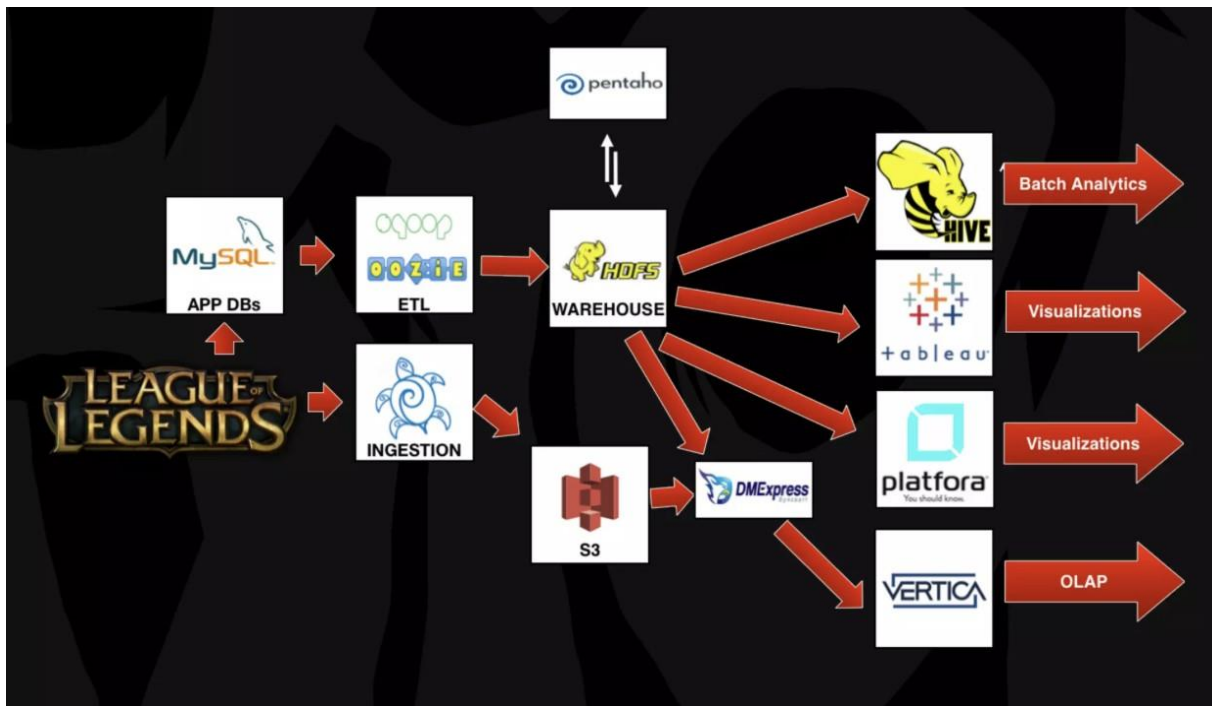 pentaho
HIVE
Batch Analytics
MySQL
APP DBs
sqoop
OOZIE
ETL
HDFS
WAREHOUSE
+ableau
Visualizations
LEAGUE OF
LEGENDS
INGESTION
platfora
You should know.
Visualizations
S3
DMExpress
syncsort
VERTICA
OLAP